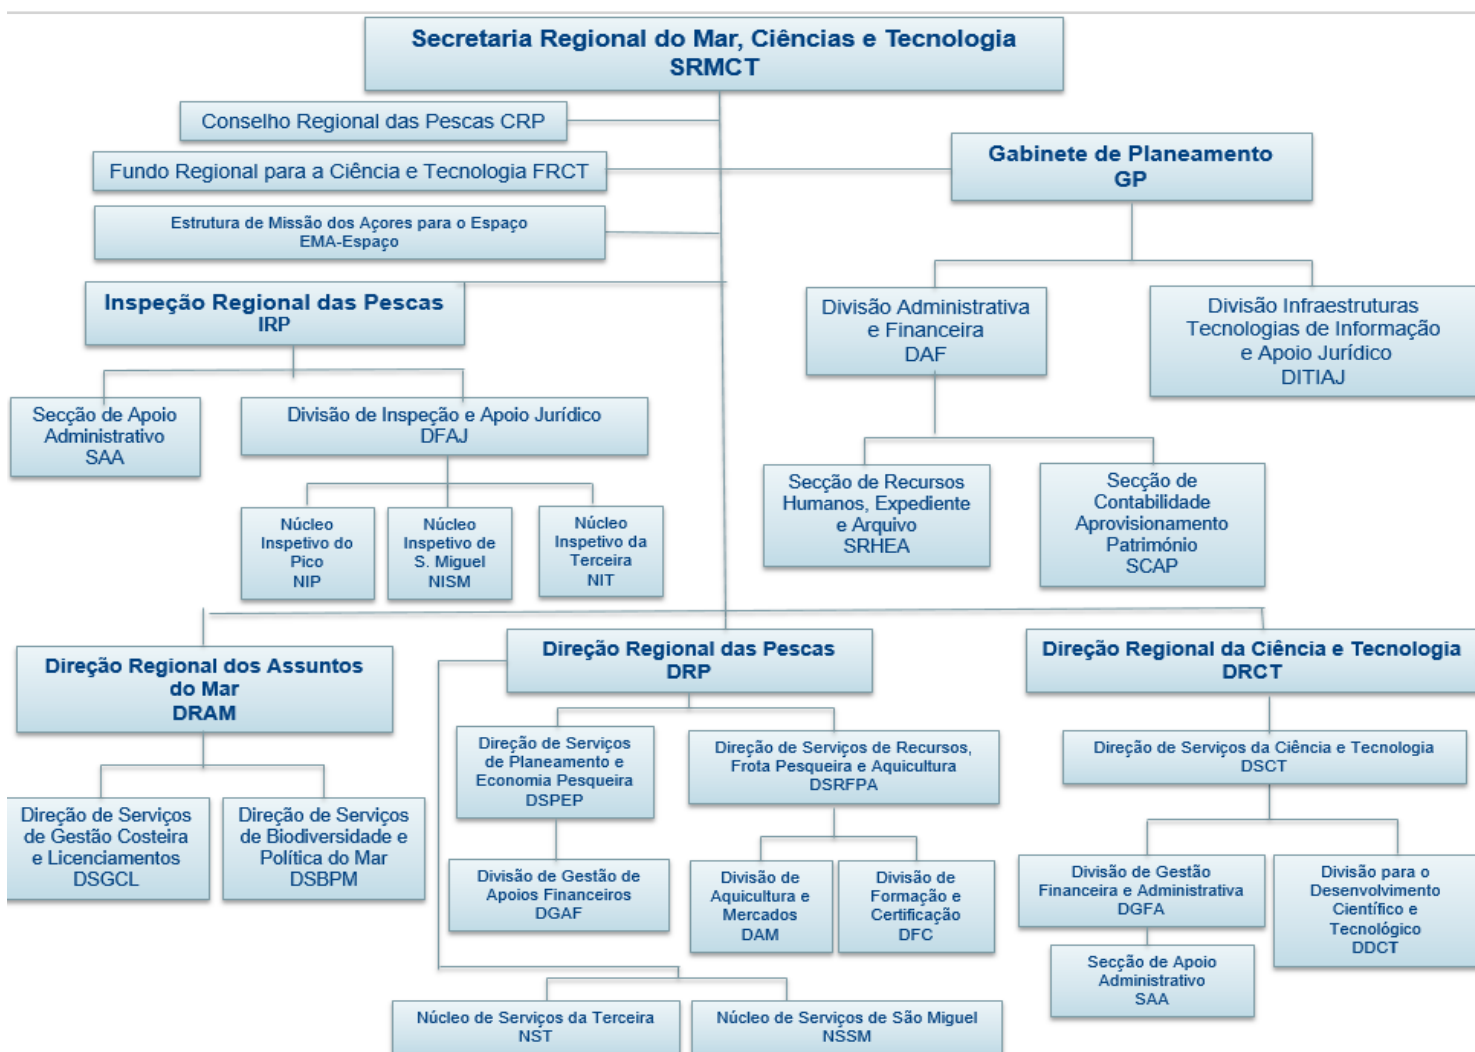 Secretaria Regional do Mar, Ciências e Tecnologia
SRMCT
Conselho Regional das Pescas CRP
Fundo Regional para a Ciência e Tecnologia FRCT
Gabinete de Planeamento
GP
Estrutura de Missão dos Açores para o Espaço
EMA-Espaço
Inspeção Regional das Pescas
IRP
Divisão Administrativa
e Financeira
DAF
Divisão Infraestruturas
Tecnologias de Informação
e Apoio Jurídico
DITIAJ
Secção de Apoio
Administrativo
SAA
Divisão de Inspeção e Apoio Jurídico
DFAJ
Secção de Recursos
Humanos, Expediente
e Arquivo
SRHEA
Secção de
Contabilidade
Aprovisionamento
Património
SCAP
Núcleo
Inspetivo do
Pico
NIP
Núcleo
Inspetivo de
S. Miguel
NISM
Núcleo
Inspetivo da
Terceira
NIT
Direção Regional dos Assuntos
do Mar
DRAM
Direção Regional das Pescas
DRP
Direção Regional da Ciência e Tecnologia
DRCT
Direção de Serviços
de Gestão Costeira
e Licenciamentos
DSGCL
Direção de Serviços
de Biodiversidade e
Política do Mar
DSBPM
Direção de Serviços
de Planeamento e
Economia Pesqueira
DSPEP
Direção de Serviços de Recursos,
Frota Pesqueira e Aquicultura
DSRFPA
Direção de Serviços da Ciência e Tecnologia
DSCT
Divisão de Gestão de
Apoios Financeiros
DGAF
Divisão de
Aquicultura e
Mercados
DAM
Divisão de
Formação e
Certificação
DFC
Divisão de Gestão
Financeira e Administrativa
DGFA
Divisão para o
Desenvolvimento
Científico e
Tecnológico
DDCT
Secção de Apoio
Administrativo
SAA
Núcleo de Serviços da Terceira
NST
Núcleo de Serviços de São Miguel
NSSM